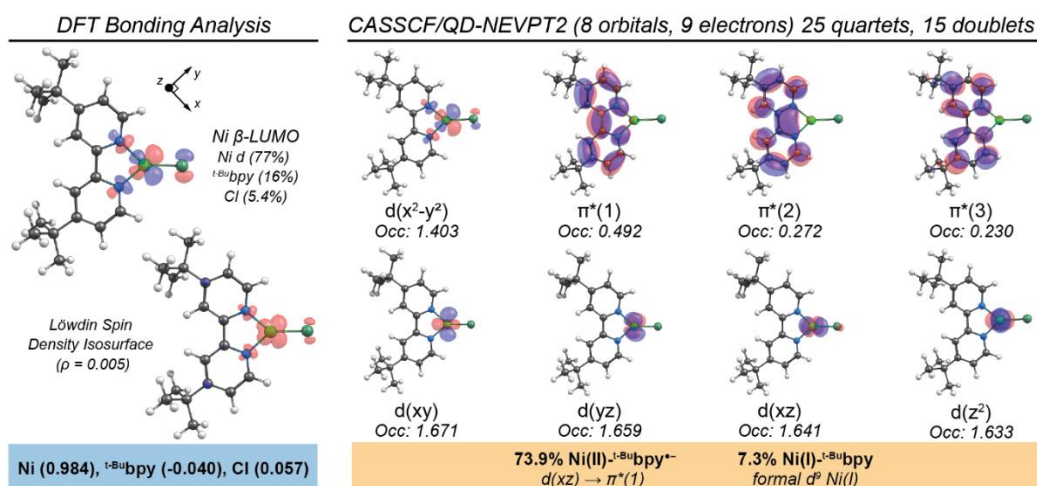 DFT Bonding Analysis
z
y
x
Ni β-LUMO
Ni d (77%)
t-Bubpy (16%)
Cl (5.4%)
Löwdin Spin
Density Isosurface
(ρ = 0.005)
Ni (0.984), t-Bubpy (-0.040), Cl (0.057)
CASSCF/QD-NEVPT2 (8 orbitals, 9 electrons) 25 quartets, 15 doublets
d(x²-y²) π*(1) π*(2) π*(3)
Occ: 1.403 Occ: 0.492 Occ: 0.272 Occ: 0.230
d(xy) d(yz) d(xz) d(z²)
Occ: 1.671 Occ: 1.659 Occ: 1.641 Occ: 1.633
73.9% Ni(II)-t-Bubpy•− 7.3% Ni(I)-t-Bubpy
d(xz) → π*(1) formal d⁹ Ni(I)